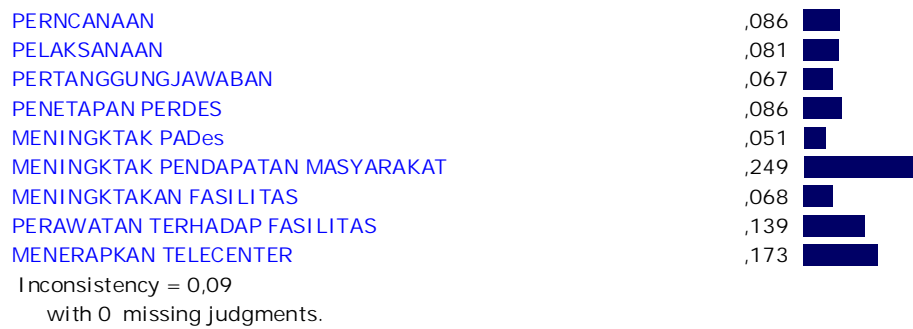 PERNCANAAN ,086
PELAKSANAAN ,081
PERTANGGUNGJAWABAN ,067
PENETAPAN PERDES ,086
MENINGKTAK PADes ,051
MENINGKTAK PENDAPATAN MASYARAKAT ,249
MENINGKTAKAN FASILITAS ,068
PERAWATAN TERHADAP FASILITAS ,139
MENERAPKAN TELECENTER ,173
Inconsistency = 0,09
with 0 missing judgments.